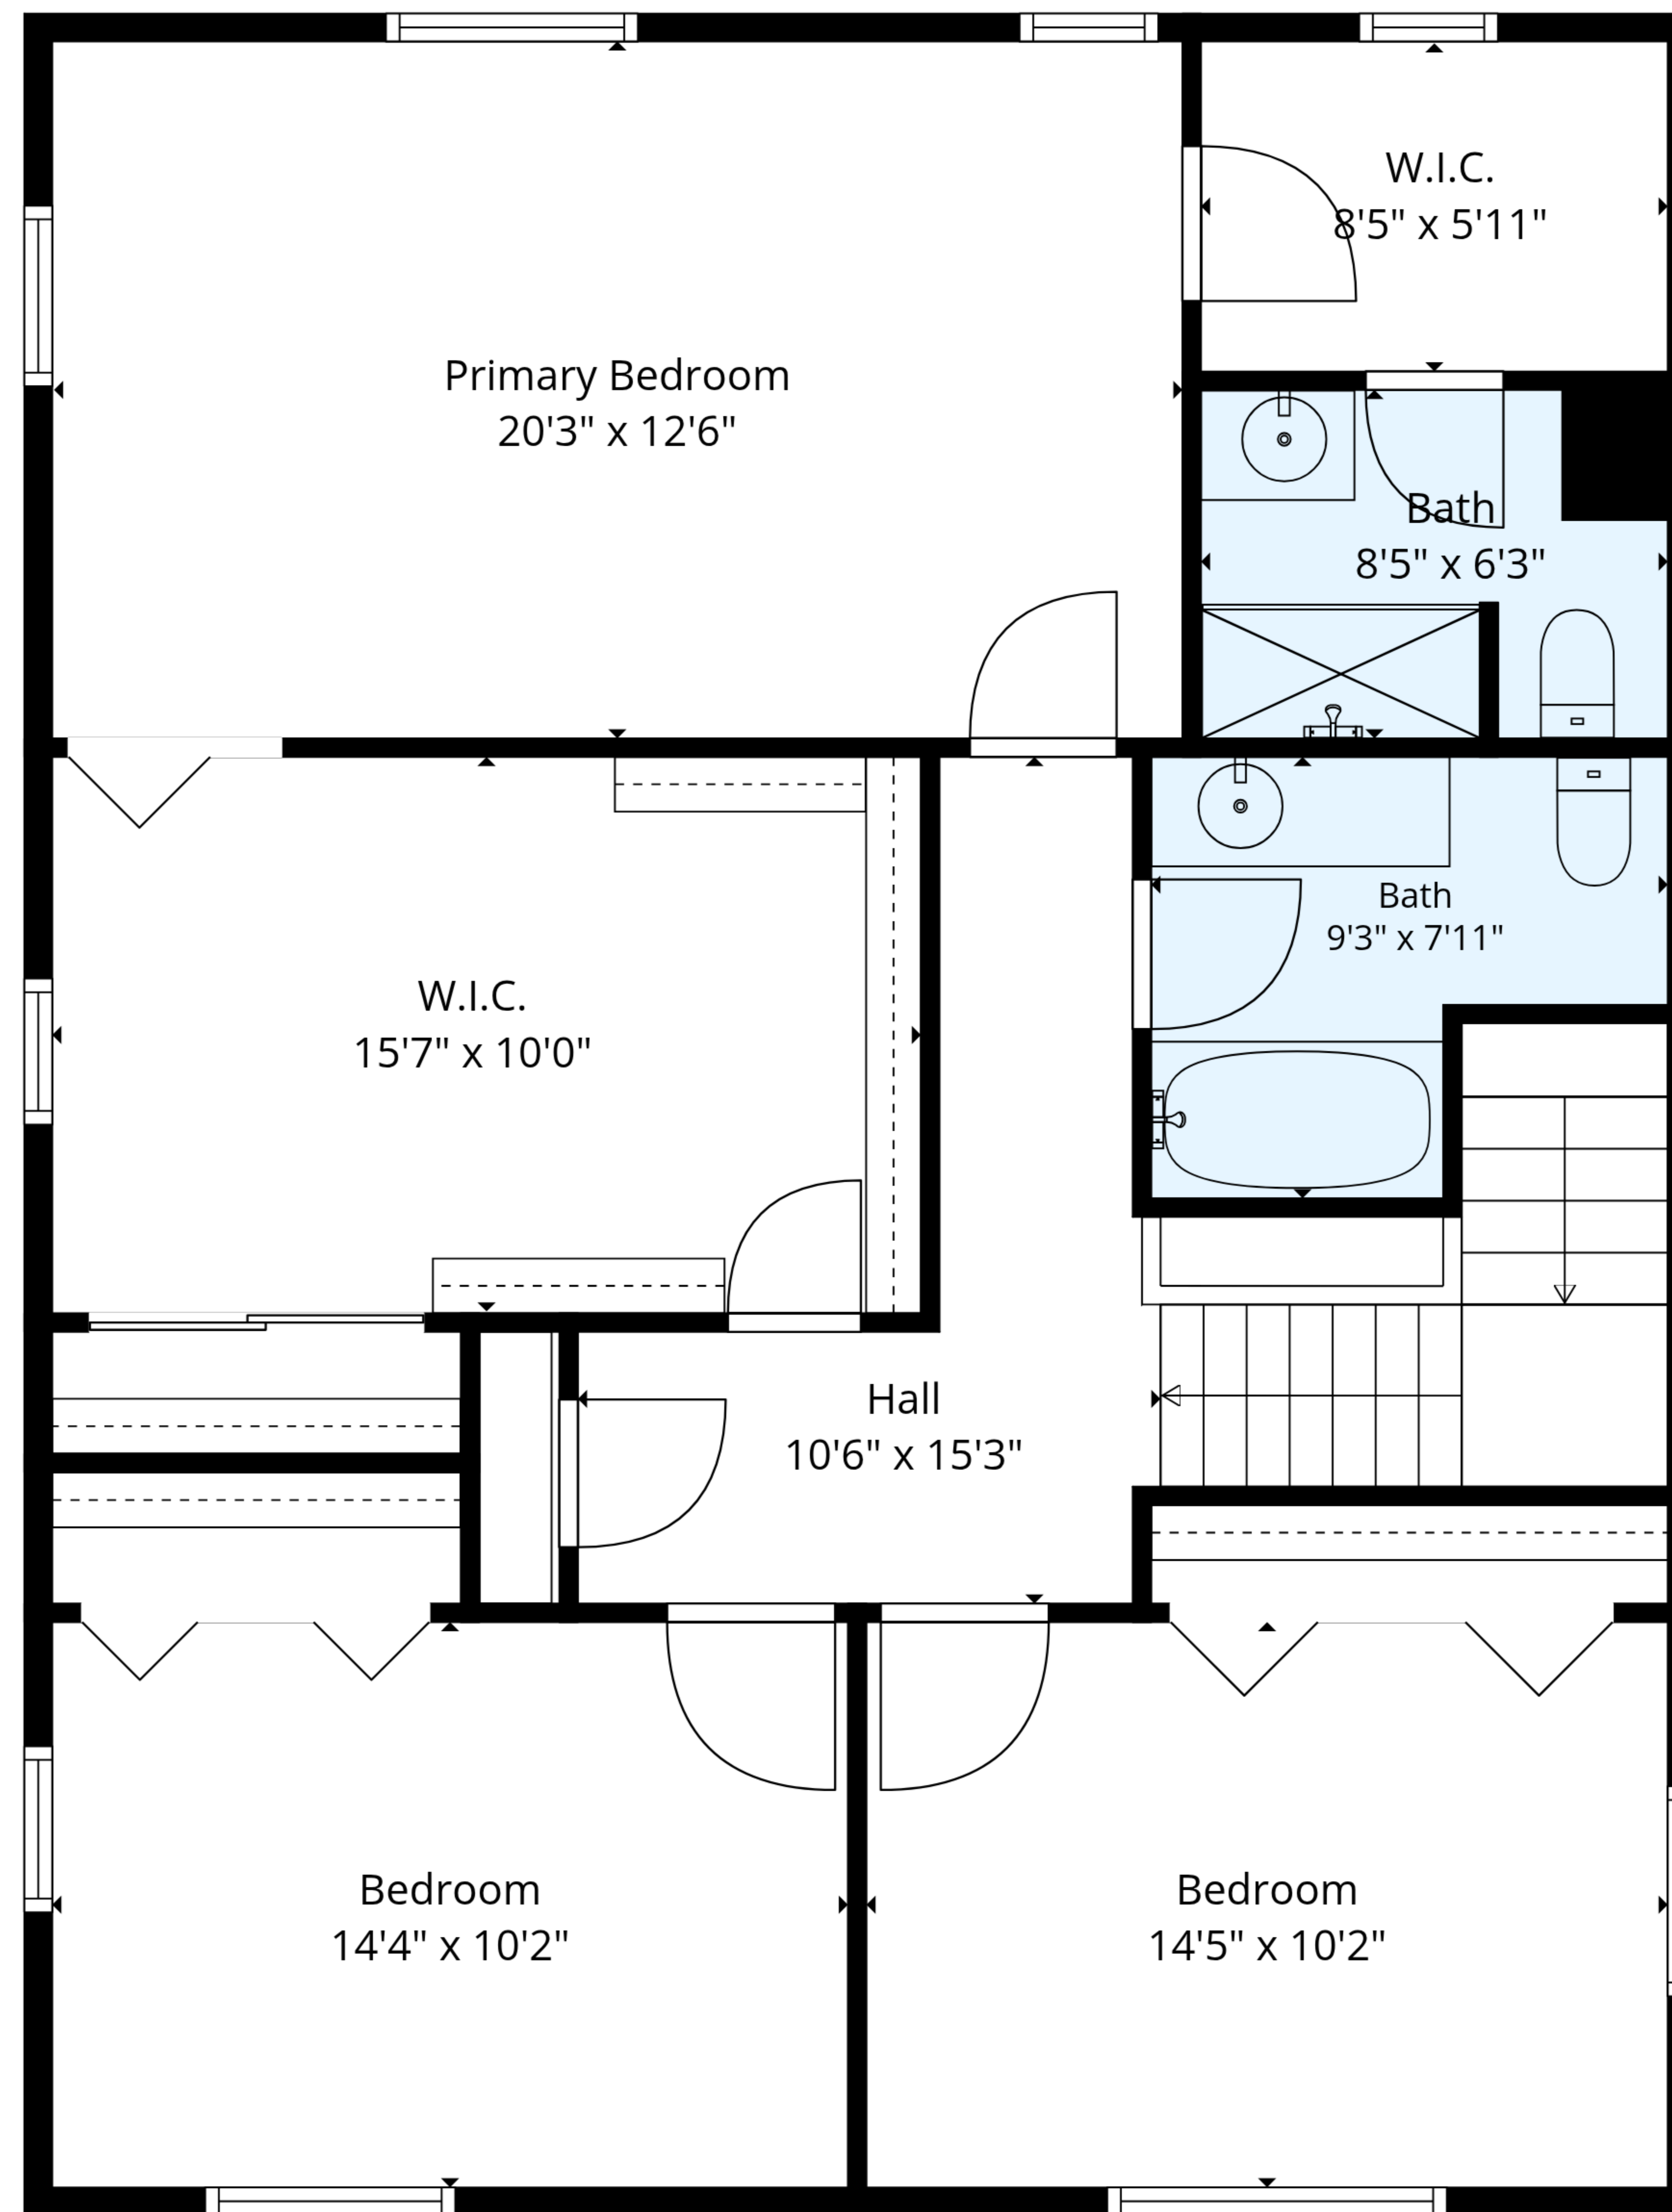 W.I.C.
8'5" x 5'11"
Primary Bedroom
20'3" x 12'6"
Bath
8'5" x 6'3"
Bath
9'3" x 7'11"
W.I.C.
15'7" x 10'0"
Hall
10'6" x 15'3"
Bedroom
14'4" x 10'2"
Bedroom
14'5" x 10'2"